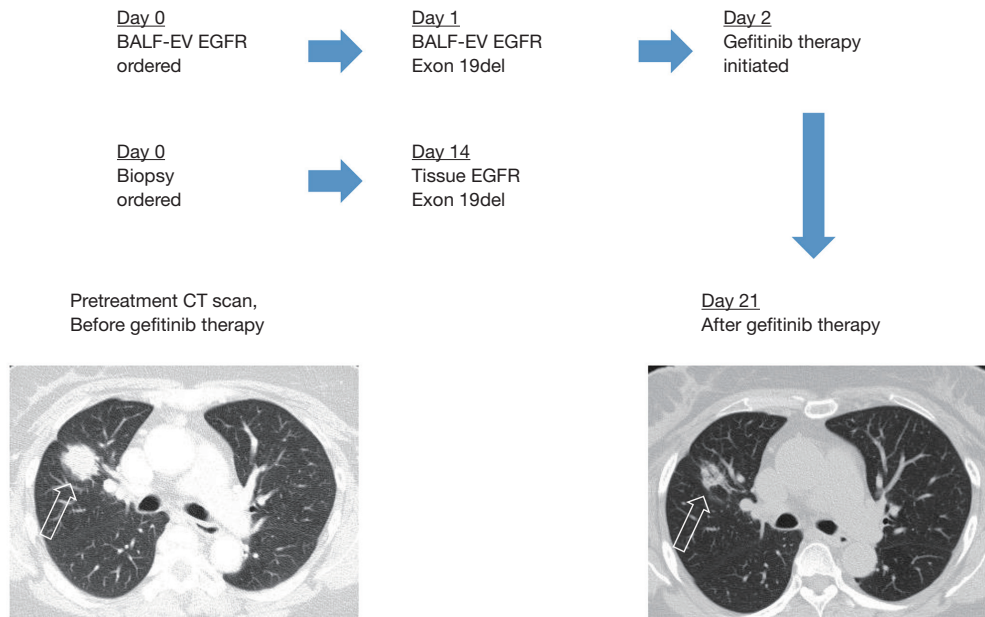 Day 0
BALF-EV EGFR
ordered
Day 1
BALF-EV EGFR
Exon 19del
Day 2
Gefitinib therapy
initiated
Day 0
Biopsy
ordered
Day 14
Tissue EGFR
Exon 19del
Pretreatment CT scan,
Before gefitinib therapy
Day 21
After gefitinib therapy